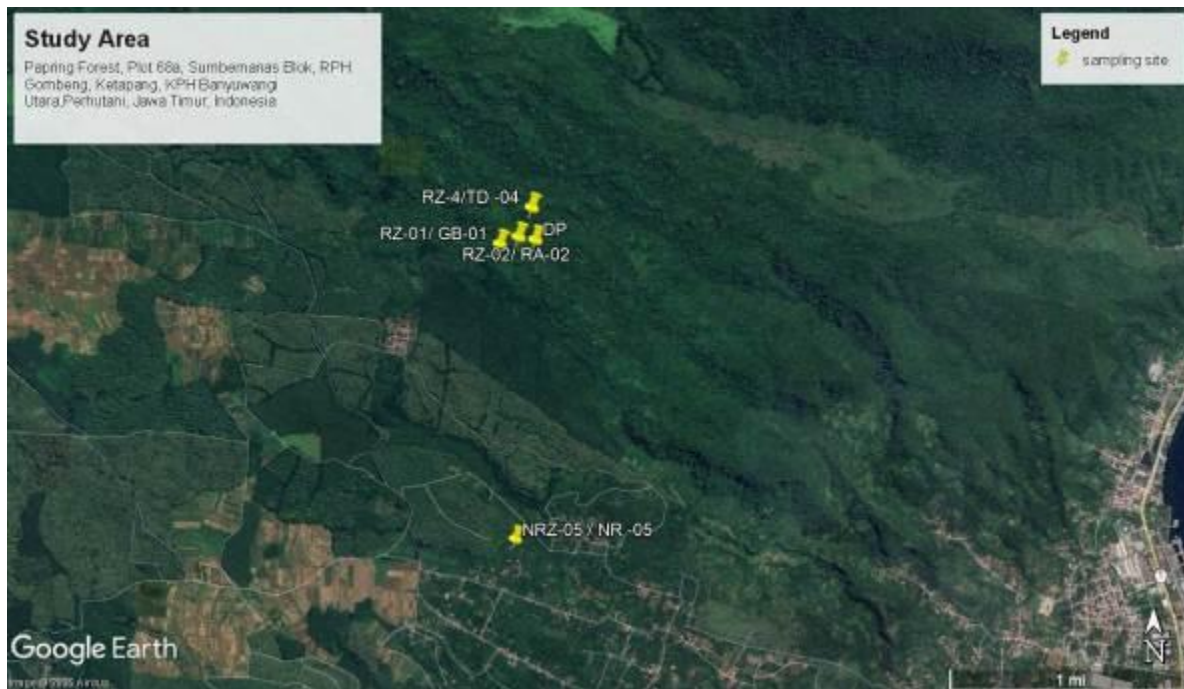 Study Area
Papring Forest, Plot 68a, Sumbernanas Blok, RPH
Gombeng, Ketapang, KPH Banyuwangi
Utara,Perhutani, Jawa Timur, Indonesia
Legend
sampling site
RZ-4/TD -04
RZ-01/ GB-01
DP
RZ-02/ RA-02
NRZ-05 / NR -05
Google Earth
N
1 mi